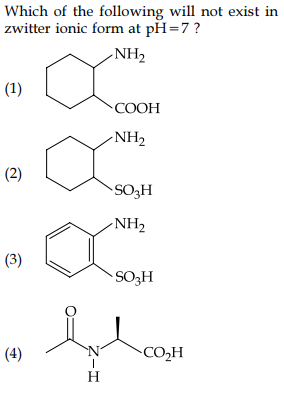 Which of the following will not exist in
zwitter ionic form at pH=7 ?
NH₂
(1)
COOH
NH₂
(2)
SO₃H
NH₂
(3)
SO₃H
O
(4) N CO₂H
H